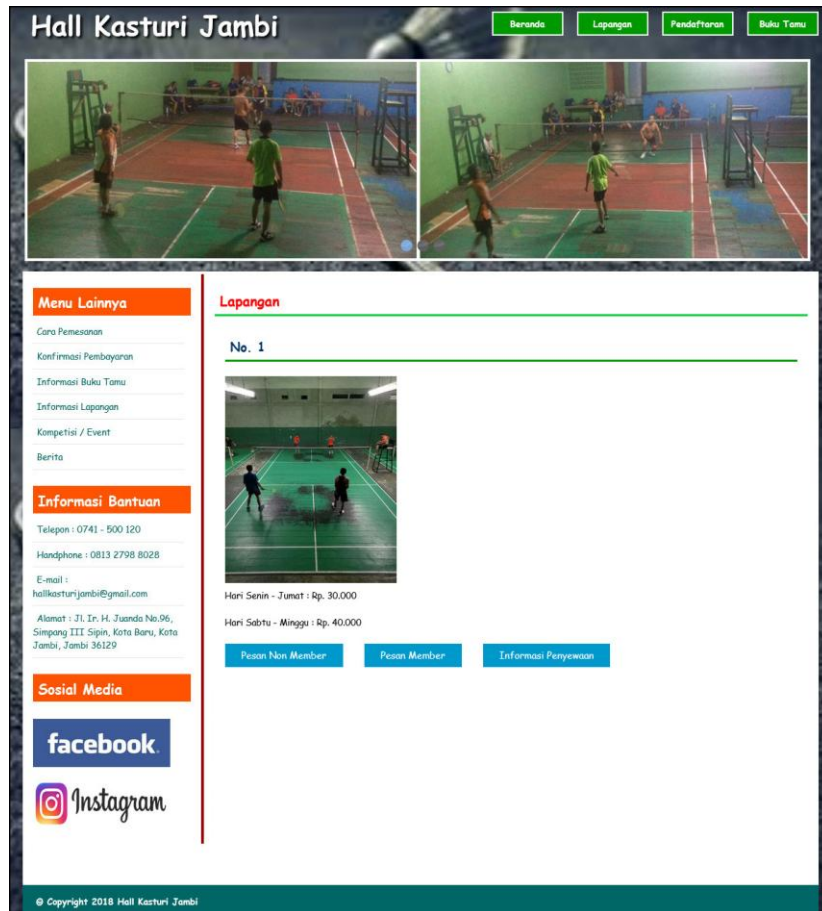 Hall Kasturi Jambi
Beranda
Lapangan
Pendaftaran
Buku Tamu
Menu Lainnya
Cara Pemesanan
Konfirmasi Pembayaran
Informasi Buku Tamu
Informasi Lapangan
Kompetisi / Event
Berita
Informasi Bantuan
Telepon : 0741 - 500 120
Handphone : 0813 2798 8028
E-mail :
hallkasturijambi@gmail.com
Alamat : Jl. Ir. H. Juanda No.96,
Simpang III Sipin, Kota Baru, Kota
Jambi, Jambi 36129
Sosial Media
facebook.
Instagram
Lapangan
No. 1
Hari Senin - Jumat : Rp. 30.000
Hari Sabtu - Minggu : Rp. 40.000
Pesan Non Member
Pesan Member
Informasi Penyewaan
@ Copyright 2018 Hall Kasturi Jambi